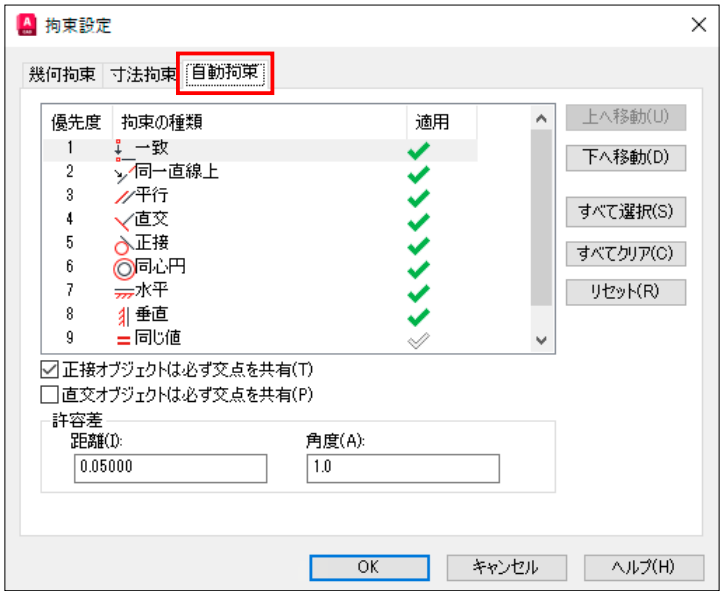 A
CAD
拘束設定
幾何拘束 寸法拘束 自動拘束
優先度 拘束の種類 適用
1 一致
2 同一直線上
3 平行
4 直交
5 正接
6 同心円
7 水平
8 垂直
9 同じ値
上へ移動(U)
下へ移動(D)
すべて選択(S)
すべてクリア(C)
リセット(R)
正接オブジェクトは必ず交点を共有(T)
直交オブジェクトは必ず交点を共有(P)
許容差
距離(I): 角度(A):
0.05000 1.0
OK キャンセル ヘルプ(H)